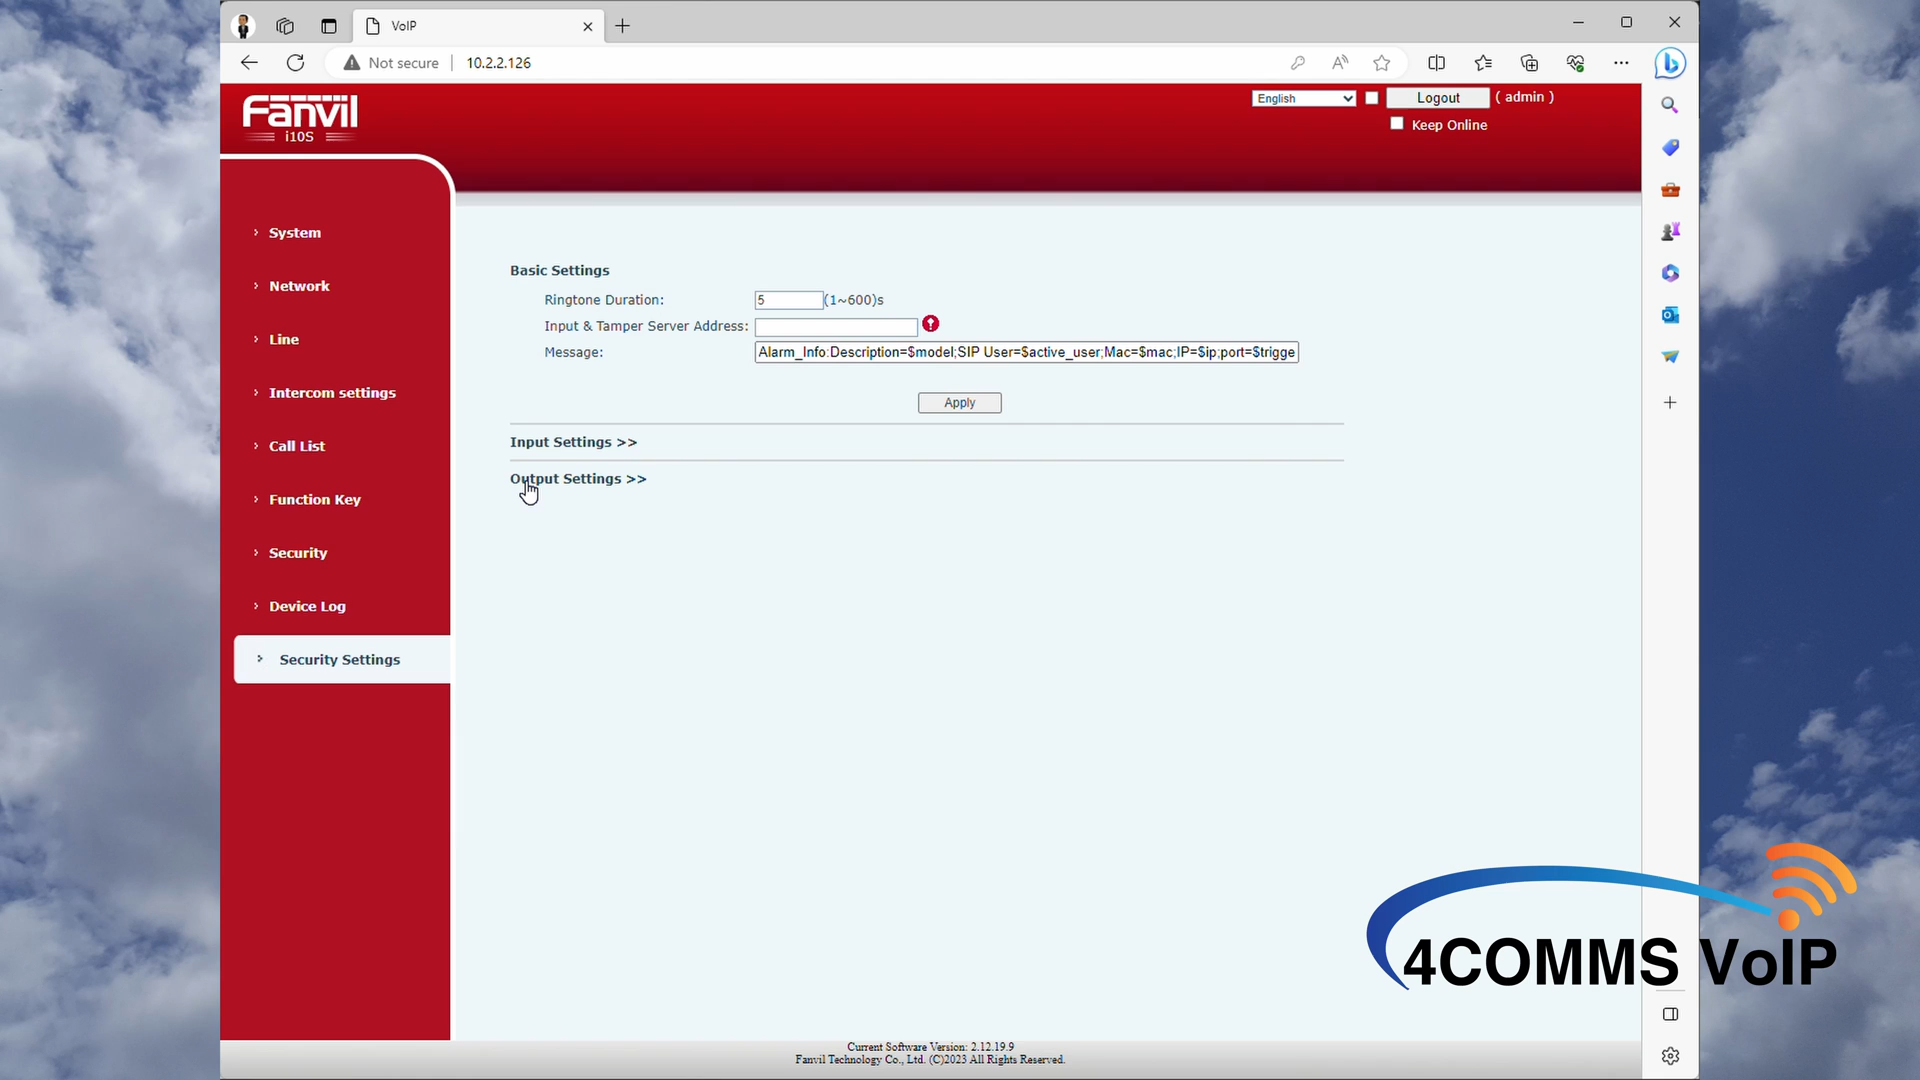 VoIP
Not secure
10.2.2.126
Fanvil
i10S
English
Logout
( admin )
Keep Online
System
Network
Line
Intercom settings
Call List
Function Key
Security
Device Log
Security Settings
Basic Settings
Ringtone Duration: 5 (1~600)s
Input & Tamper Server Address:
Message: Alarm_Info:Description=$model;SIP User=$active_user;Mac=$mac;IP=$ip;port=$trigge
Apply
Input Settings >>
Output Settings >>
4COMMS VoIP
Current Software Version: 2.12.19.9
Fanvil Technology Co., Ltd. (C)2023 All Rights Reserved.